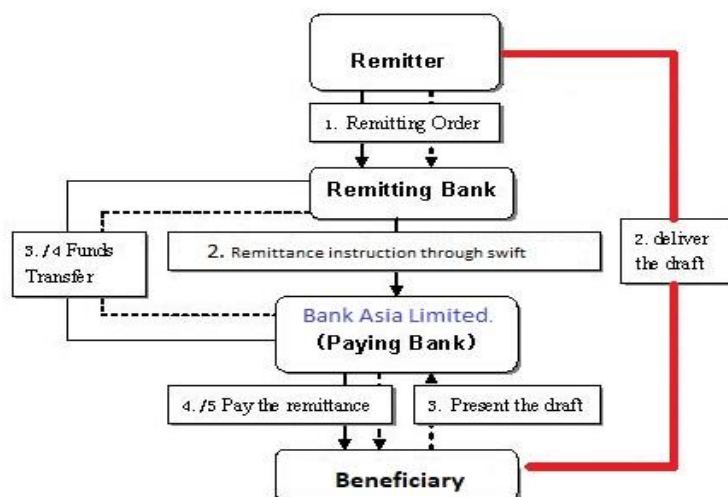 Remitter
1. Remitting Order
Remitting Bank
3. /4 Funds
Transfer
2. Remittance instruction through swift
2. deliver
the draft
Bank Asia Limited.
(Paying Bank)
4. /5 Pay the remittance
3. Present the draft
Beneficiary